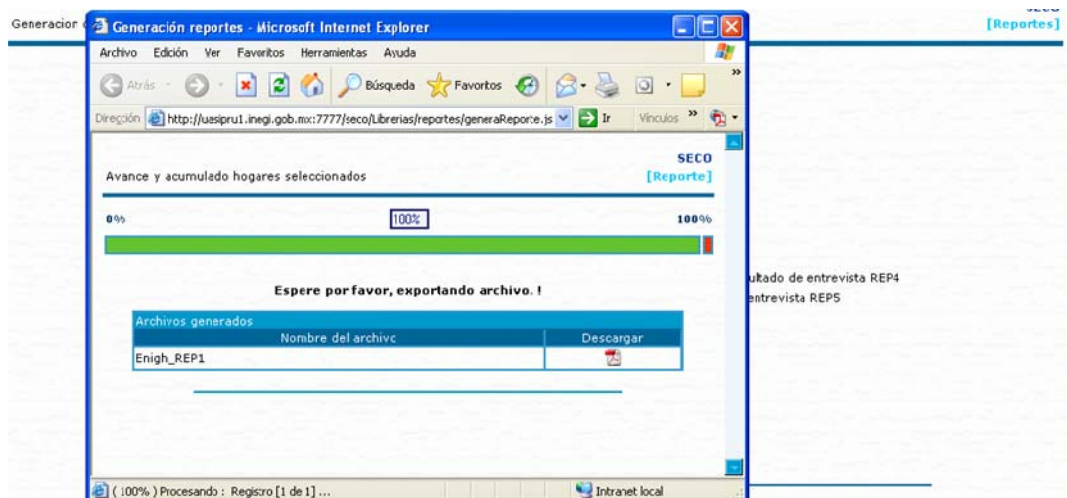 Generacior
SECO
[Reportes]
Generación reportes - Microsoft Internet Explorer
Archivo Edición Ver Favoritos Herramientas Ayuda
Atrás Búsqueda Favoritos
Dirección http://uasipru1.inegi.gob.mx:7777/seco/Librerias/reportes/generaReporte.js Ir Vínculos »
SECO
Avance y acumulado hogares seleccionados [Reporte]
0% 100% 100%
Espere por favor, exportando archivo. !
Archivos generados
Nombre del archivo Descargar
Enigh_REP1
ultado de entrevista REP4
entrevista REP5
( 100% ) Procesando : Registro [1 de 1] ... Intranet local